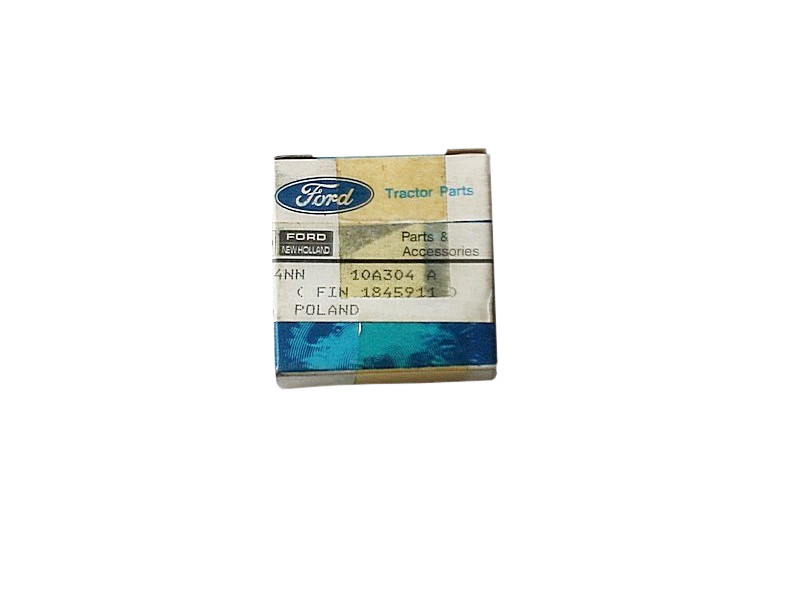 Ford Tractor Parts
FORD Parts &
NEW HOLLAND Accessories
4NN 10A304 A
( FIN 1845911 )
POLAND